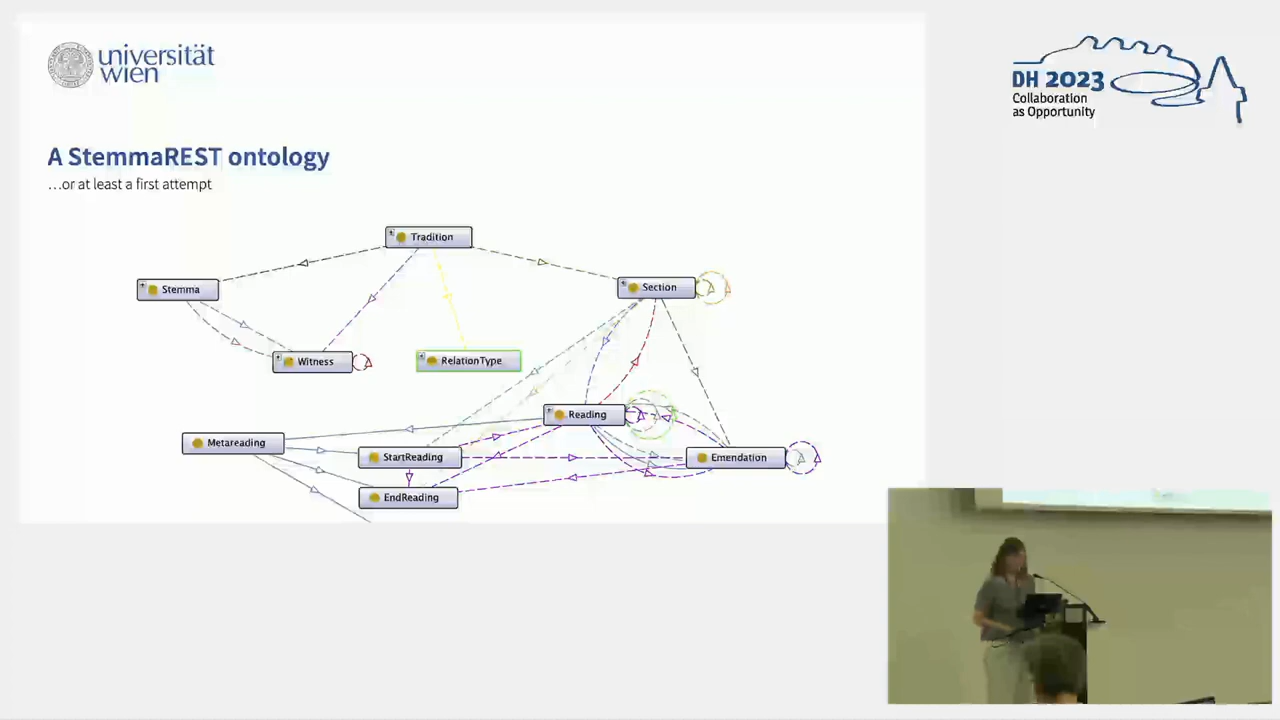 universität
wien
DH 2023
Collaboration
as Opportunity
A StemmaREST ontology
...or at least a first attempt
Tradition
Stemma
Section
Witness
RelationType
Reading
Metareading
StartReading
Emendation
EndReading